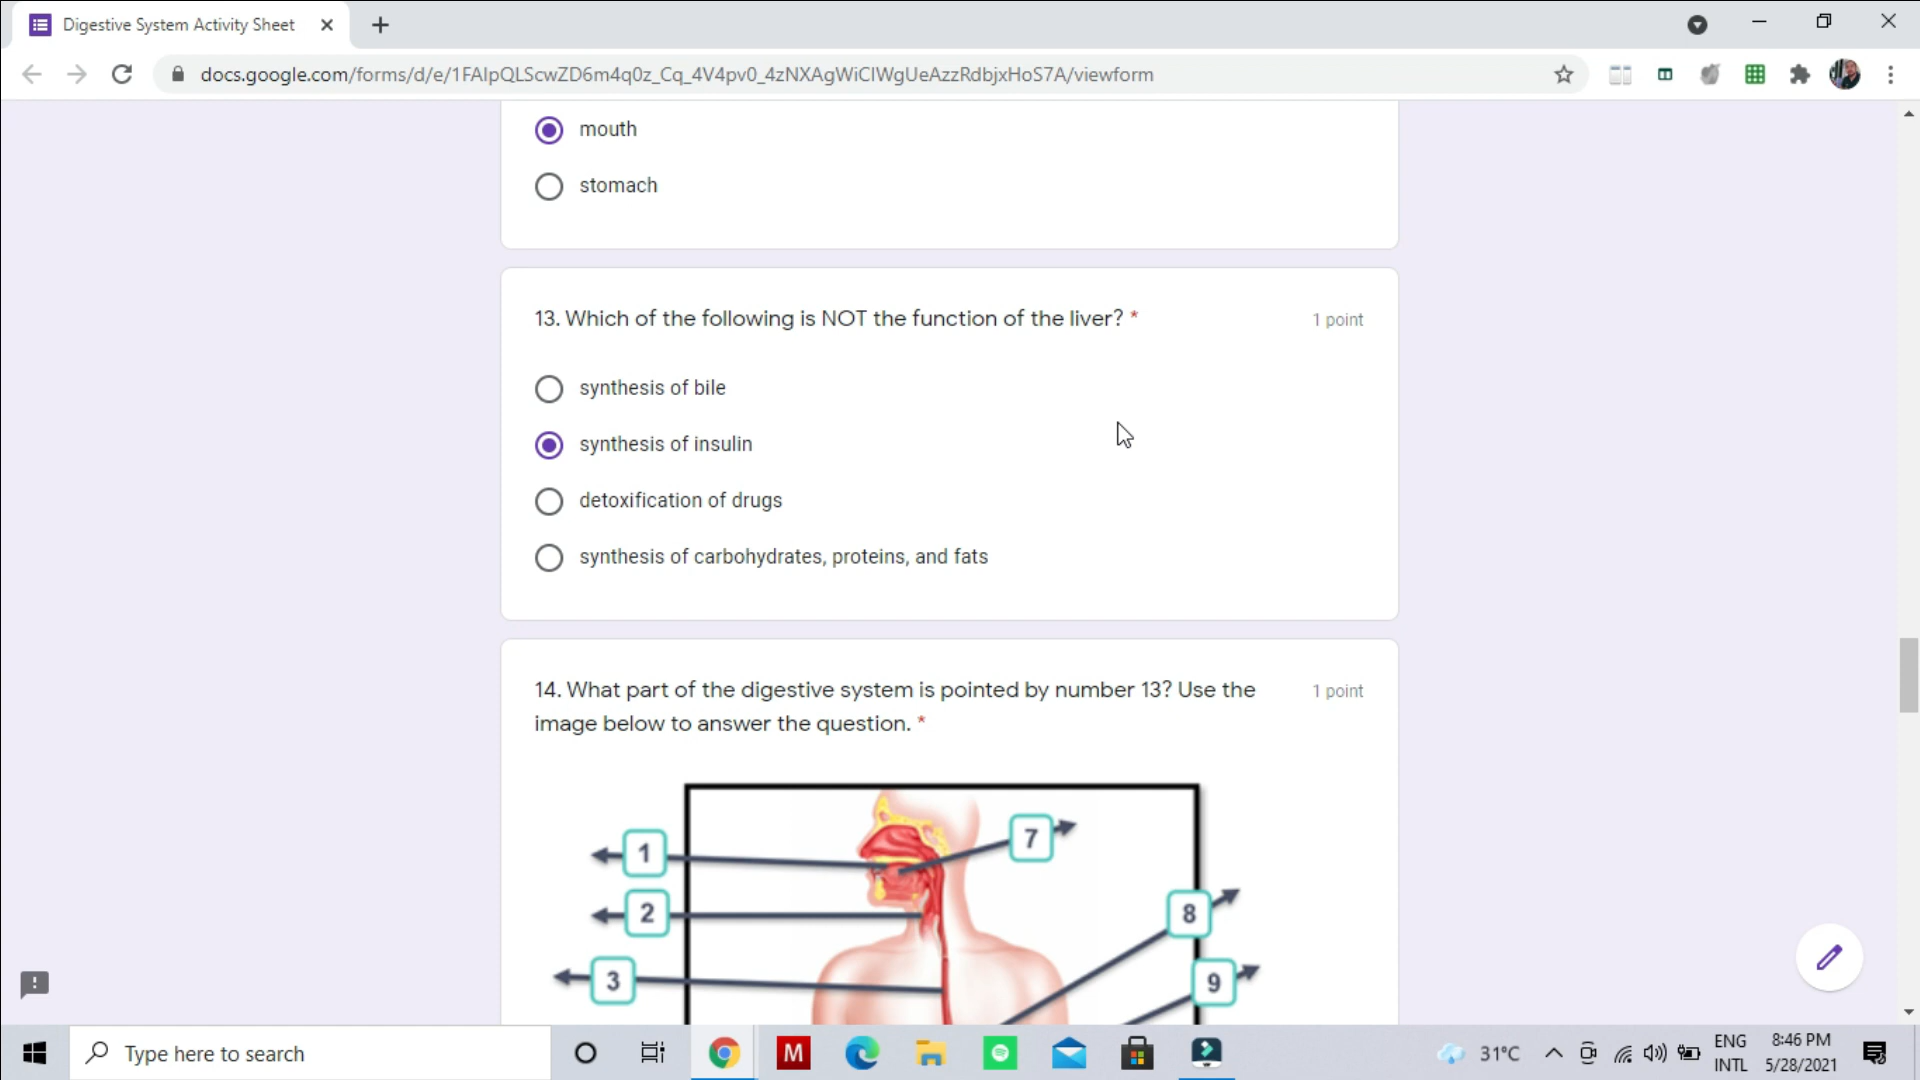 Digestive System Activity Sheet
docs.google.com/forms/d/e/1FAIpQLScwZD6m4q0z_Cq_4V4pv0_4zNXAgWiCIWgUeAzzRdbjxHoS7A/viewform
mouth
stomach
13. Which of the following is NOT the function of the liver? *
1 point
synthesis of bile
synthesis of insulin
detoxification of drugs
synthesis of carbohydrates, proteins, and fats
14. What part of the digestive system is pointed by number 13? Use the
image below to answer the question. *
1 point
1
7
2
8
3
9
Type here to search
M
31°C
ENG
INTL
8:46 PM
5/28/2021